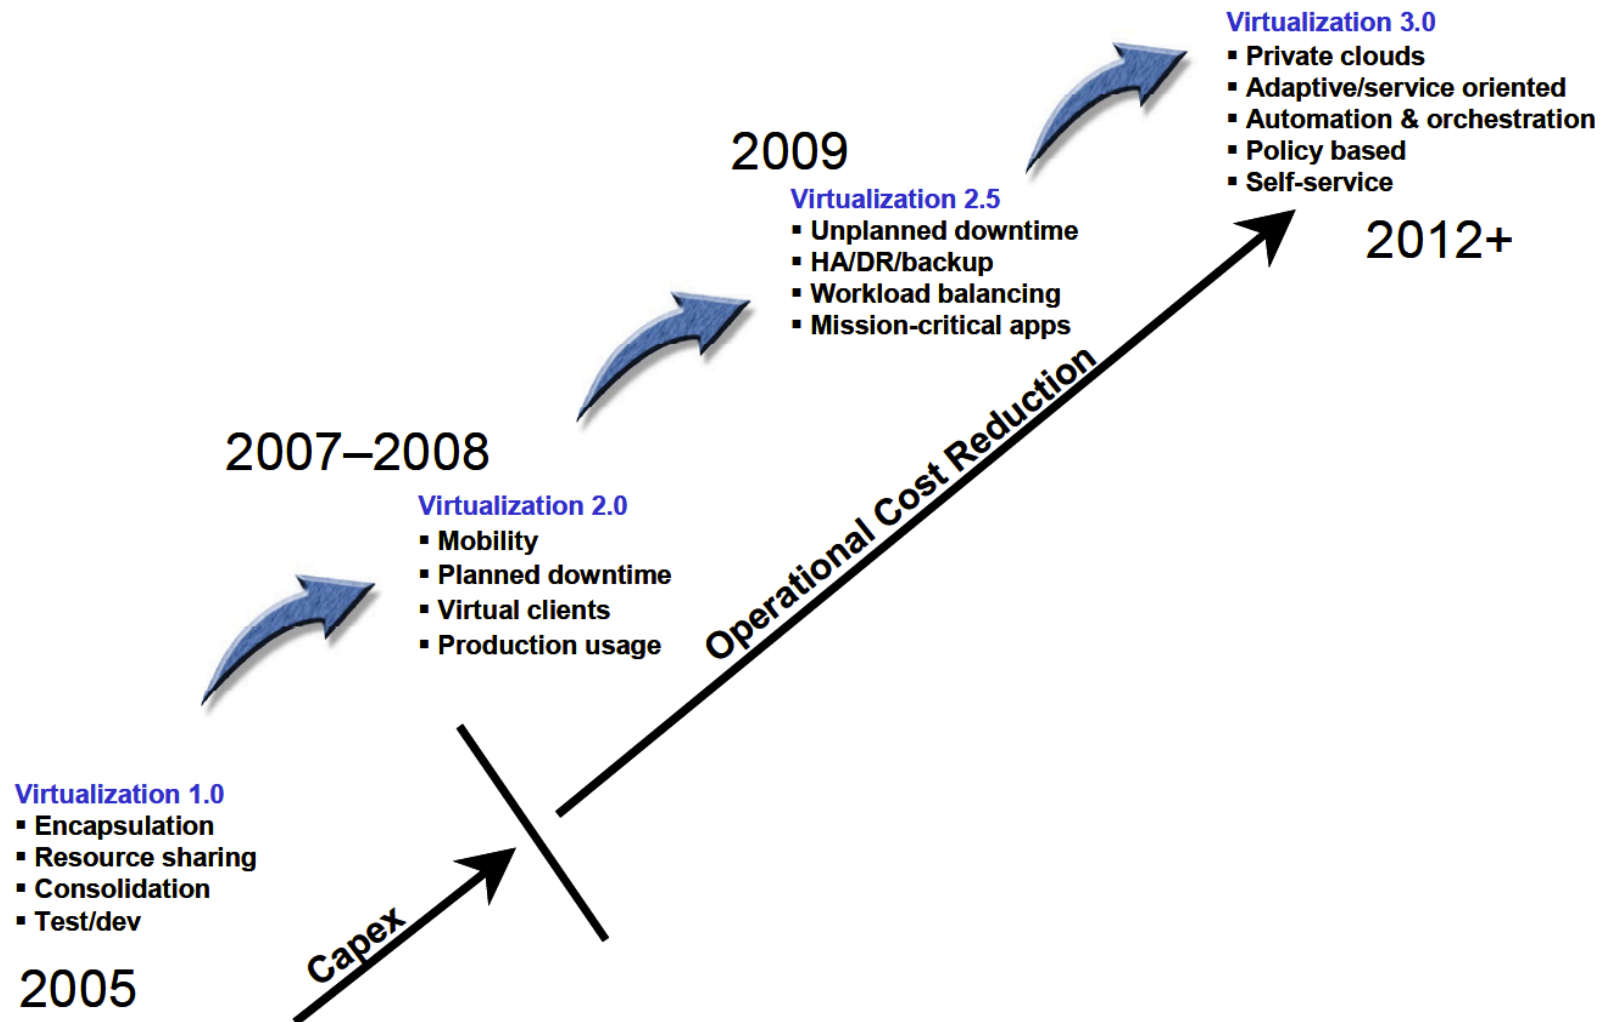 Virtualization 3.0
▪ Private clouds
▪ Adaptive/service oriented
▪ Automation & orchestration
▪ Policy based
▪ Self-service
2012+
2009
Virtualization 2.5
▪ Unplanned downtime
▪ HA/DR/backup
▪ Workload balancing
▪ Mission-critical apps
2007–2008
Virtualization 2.0
▪ Mobility
▪ Planned downtime
▪ Virtual clients
▪ Production usage
Operational Cost Reduction
Virtualization 1.0
▪ Encapsulation
▪ Resource sharing
▪ Consolidation
▪ Test/dev
2005
Capex